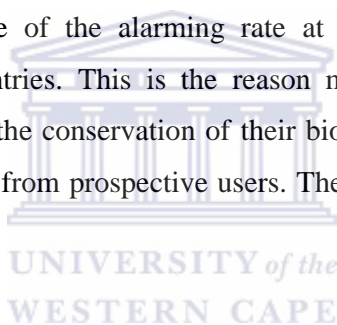 e of the alarming rate at
ntries. This is the reason n
the conservation of their bio
from prospective users. The
UNIVERSITY of the
WESTERN CAPE